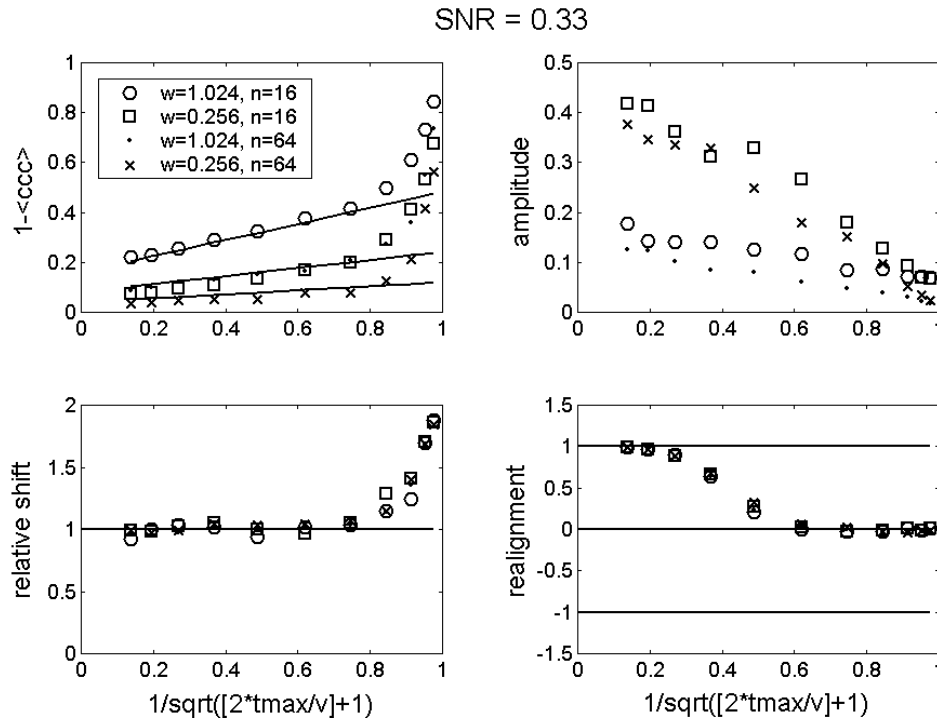 SNR = 0.33
1
0.8
0.6
0.4
0.2
0
1-<ccc>
w=1.024, n=16
w=0.256, n=16
w=1.024, n=64
w=0.256, n=64
0 0.2 0.4 0.6 0.8 1
0.5
0.4
0.3
0.2
0.1
0
amplitude
0 0.2 0.4 0.6 0.8 1
2
1.5
1
0.5
0
relative shift
0 0.2 0.4 0.6 0.8 1
1/sqrt([2*tmax/v]+1)
1.5
1
0.5
0
-0.5
-1
-1.5
realignment
0 0.2 0.4 0.6 0.8 1
1/sqrt([2*tmax/v]+1)